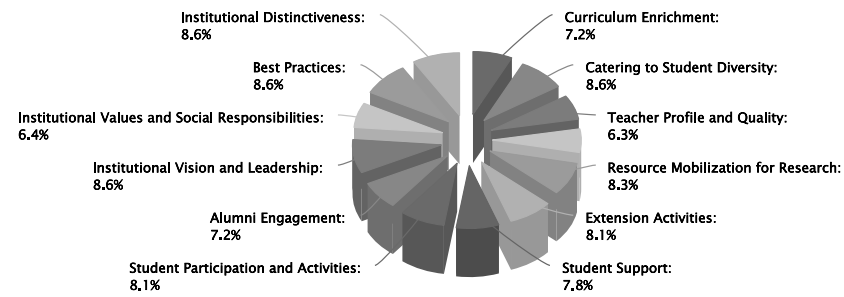 Institutional Distinctiveness:
8.6%
Best Practices:
8.6%
Institutional Values and Social Responsibilities:
6.4%
Institutional Vision and Leadership:
8.6%
Alumni Engagement:
7.2%
Student Participation and Activities:
8.1%
Curriculum Enrichment:
7.2%
Catering to Student Diversity:
8.6%
Teacher Profile and Quality:
6.3%
Resource Mobilization for Research:
8.3%
Extension Activities:
8.1%
Student Support:
7.8%